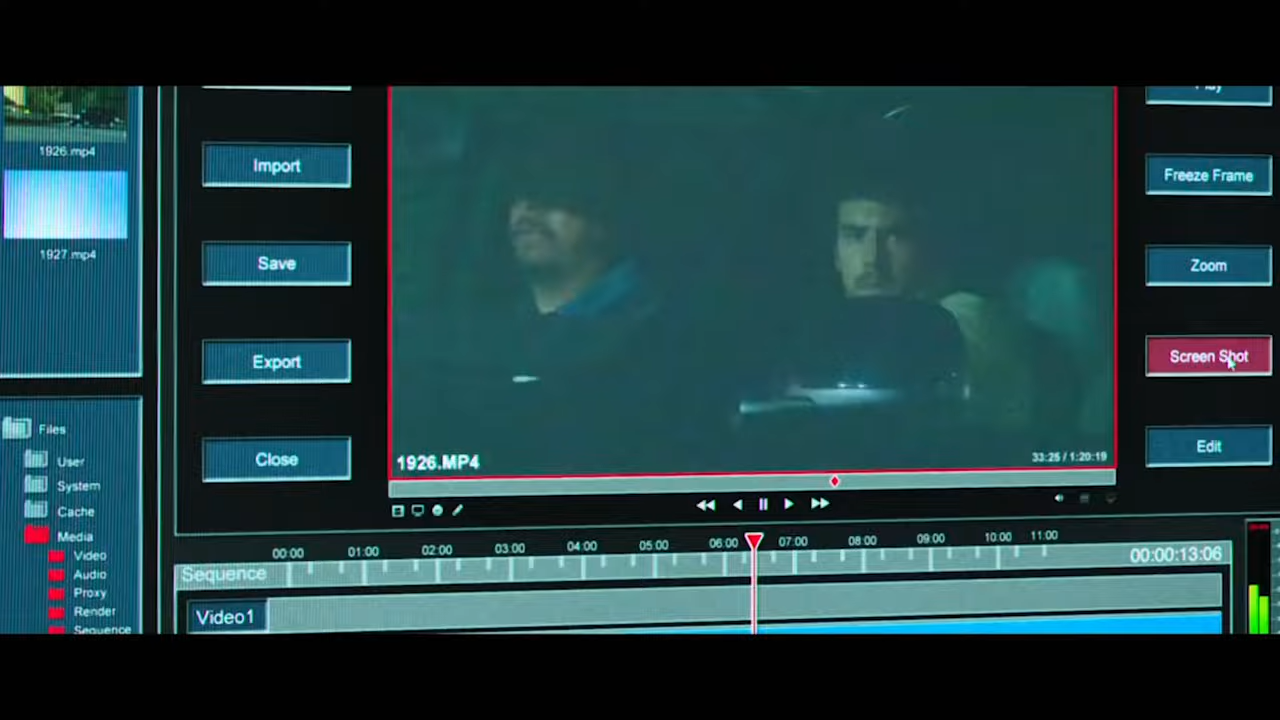 1926.mp4
1927.mp4
Files
User
System
Cache
Media
Video
Audio
Proxy
Render
Sequence
Import
Save
Export
Close
1926.MP4
33:25 / 1:20:19
Play
Freeze Frame
Zoom
Screen Shot
Edit
00:00 01:00 02:00 03:00 04:00 05:00 06:00 07:00 08:00 09:00 10:00 11:00
Sequence
00:00:13:06
Video1